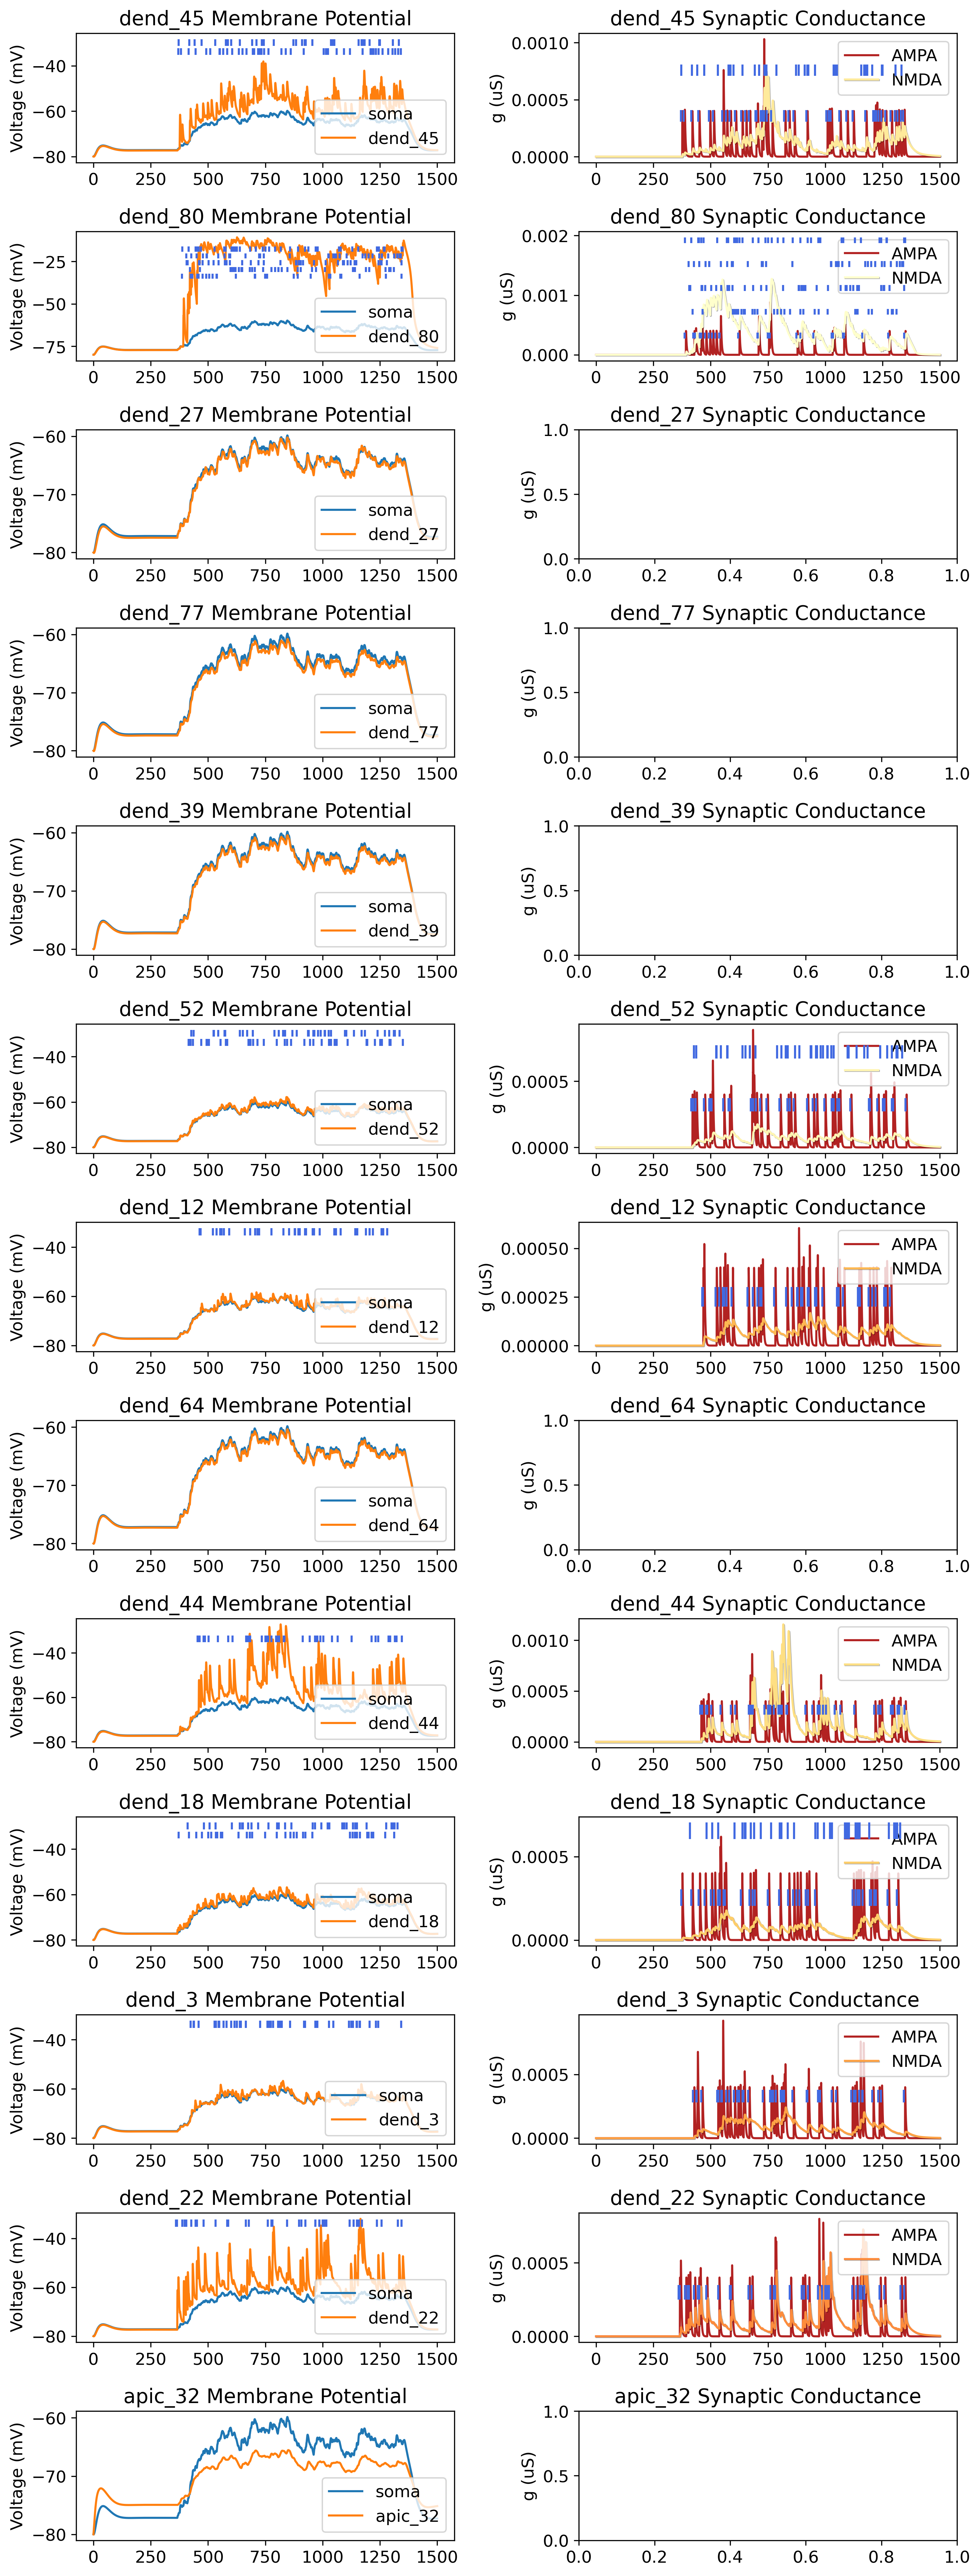 dend_45 Membrane Potential
Voltage (mV)
−40
−60
−80
soma
dend_45
0 250 500 750 1000 1250 1500
dend_45 Synaptic Conductance
g (uS)
0.0010
0.0005
0.0000
AMPA
NMDA
0 250 500 750 1000 1250 1500
dend_80 Membrane Potential
Voltage (mV)
−25
−50
−75
soma
dend_80
0 250 500 750 1000 1250 1500
dend_80 Synaptic Conductance
g (uS)
0.002
0.001
0.000
AMPA
NMDA
0 250 500 750 1000 1250 1500
dend_27 Membrane Potential
Voltage (mV)
−60
−70
−80
soma
dend_27
0 250 500 750 1000 1250 1500
dend_27 Synaptic Conductance
g (uS)
1.0
0.5
0.0
0.0 0.2 0.4 0.6 0.8 1.0
dend_77 Membrane Potential
Voltage (mV)
−60
−70
−80
soma
dend_77
0 250 500 750 1000 1250 1500
dend_77 Synaptic Conductance
g (uS)
1.0
0.5
0.0
0.0 0.2 0.4 0.6 0.8 1.0
dend_39 Membrane Potential
Voltage (mV)
−60
−70
−80
soma
dend_39
0 250 500 750 1000 1250 1500
dend_39 Synaptic Conductance
g (uS)
1.0
0.5
0.0
0.0 0.2 0.4 0.6 0.8 1.0
dend_52 Membrane Potential
Voltage (mV)
−40
−60
−80
soma
dend_52
0 250 500 750 1000 1250 1500
dend_52 Synaptic Conductance
g (uS)
0.0005
0.0000
AMPA
NMDA
0 250 500 750 1000 1250 1500
dend_12 Membrane Potential
Voltage (mV)
−40
−60
−80
soma
dend_12
0 250 500 750 1000 1250 1500
dend_12 Synaptic Conductance
g (uS)
0.00050
0.00025
0.00000
AMPA
NMDA
0 250 500 750 1000 1250 1500
dend_64 Membrane Potential
Voltage (mV)
−60
−70
−80
soma
dend_64
0 250 500 750 1000 1250 1500
dend_64 Synaptic Conductance
g (uS)
1.0
0.5
0.0
0.0 0.2 0.4 0.6 0.8 1.0
dend_44 Membrane Potential
Voltage (mV)
−40
−60
−80
soma
dend_44
0 250 500 750 1000 1250 1500
dend_44 Synaptic Conductance
g (uS)
0.0010
0.0005
0.0000
AMPA
NMDA
0 250 500 750 1000 1250 1500
dend_18 Membrane Potential
Voltage (mV)
−40
−60
−80
soma
dend_18
0 250 500 750 1000 1250 1500
dend_18 Synaptic Conductance
g (uS)
0.0005
0.0000
AMPA
NMDA
0 250 500 750 1000 1250 1500
dend_3 Membrane Potential
Voltage (mV)
−40
−60
−80
soma
dend_3
0 250 500 750 1000 1250 1500
dend_3 Synaptic Conductance
g (uS)
0.0005
0.0000
AMPA
NMDA
0 250 500 750 1000 1250 1500
dend_22 Membrane Potential
Voltage (mV)
−40
−60
−80
soma
dend_22
0 250 500 750 1000 1250 1500
dend_22 Synaptic Conductance
g (uS)
0.0005
0.0000
AMPA
NMDA
0 250 500 750 1000 1250 1500
apic_32 Membrane Potential
Voltage (mV)
−60
−70
−80
soma
apic_32
0 250 500 750 1000 1250 1500
apic_32 Synaptic Conductance
g (uS)
1.0
0.5
0.0
0.0 0.2 0.4 0.6 0.8 1.0